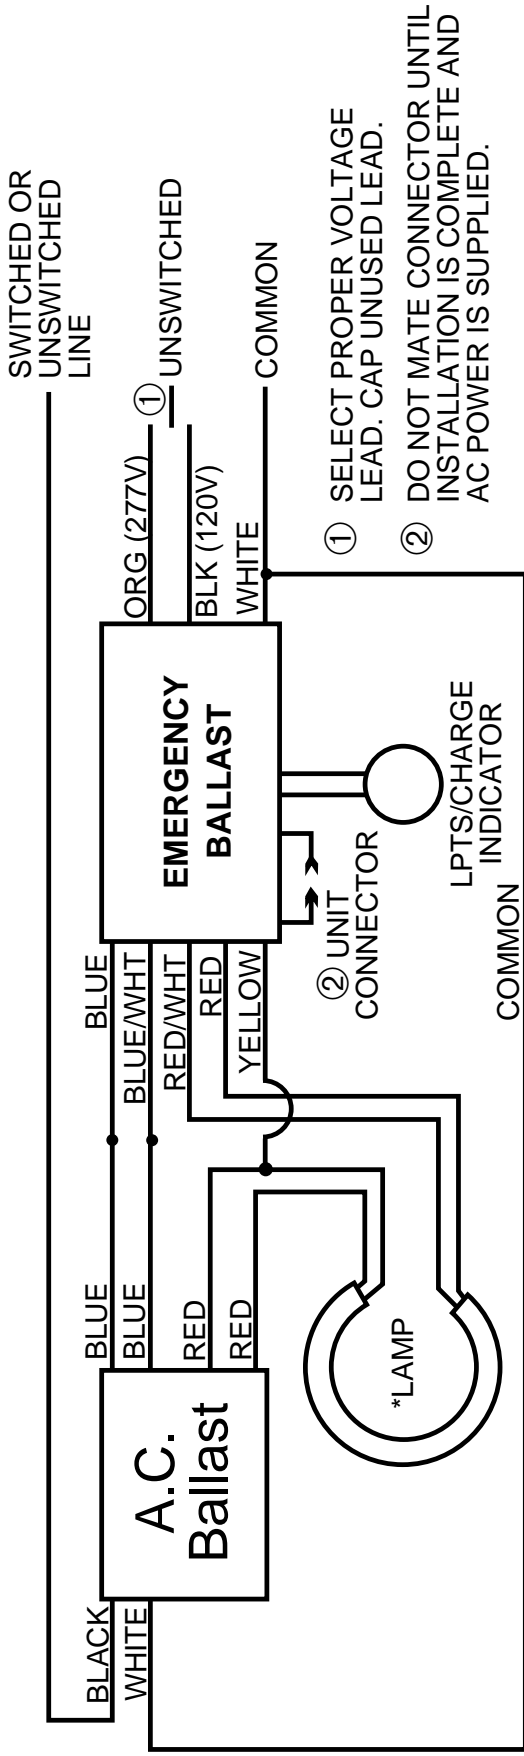 SWITCHED OR
UNSWITCHED
LINE
BLACK
WHITE
A.C.
Ballast
BLUE
BLUE
RED
RED
BLUE
BLUE/WHT
RED/WHT
RED
YELLOW
EMERGENCY
BALLAST
ORG (277V)
BLK (120V)
WHITE
① UNSWITCHED
COMMON
② UNIT
CONNECTOR
LPTS/CHARGE
INDICATOR
*LAMP
COMMON
① SELECT PROPER VOLTAGE
LEAD. CAP UNUSED LEAD.
② DO NOT MATE CONNECTOR UNTIL
INSTALLATION IS COMPLETE AND
AC POWER IS SUPPLIED.